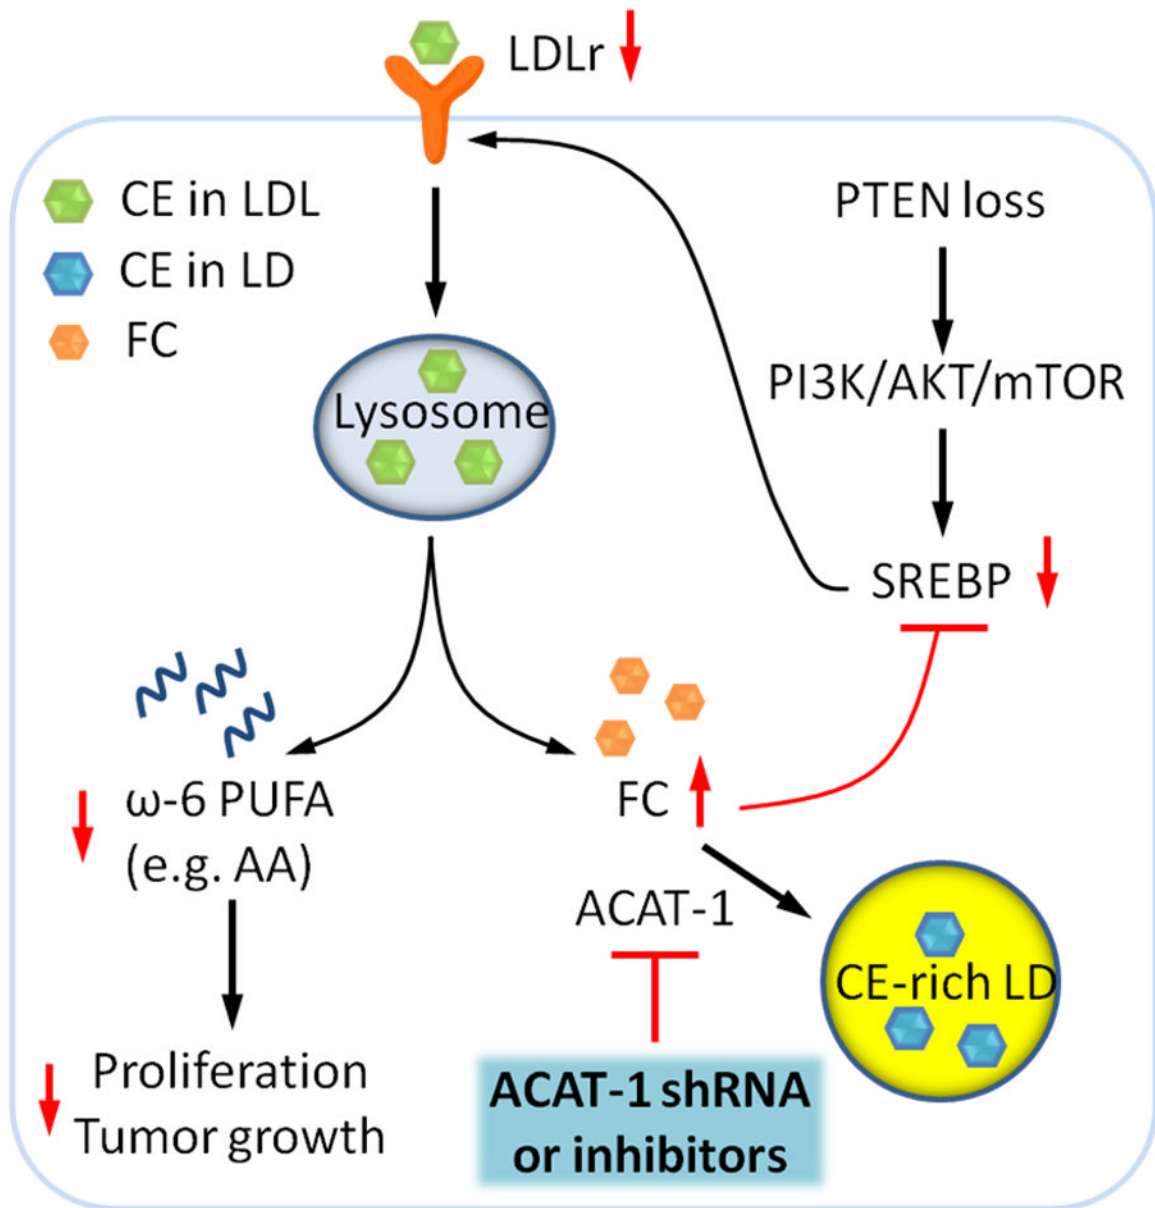 LDLr
CE in LDL
CE in LD
FC
PTEN loss
PI3K/AKT/mTOR
SREBP
Lysosome
ω-6 PUFA
(e.g. AA)
FC
ACAT-1
CE-rich LD
Proliferation
Tumor growth
ACAT-1 shRNA
or inhibitors